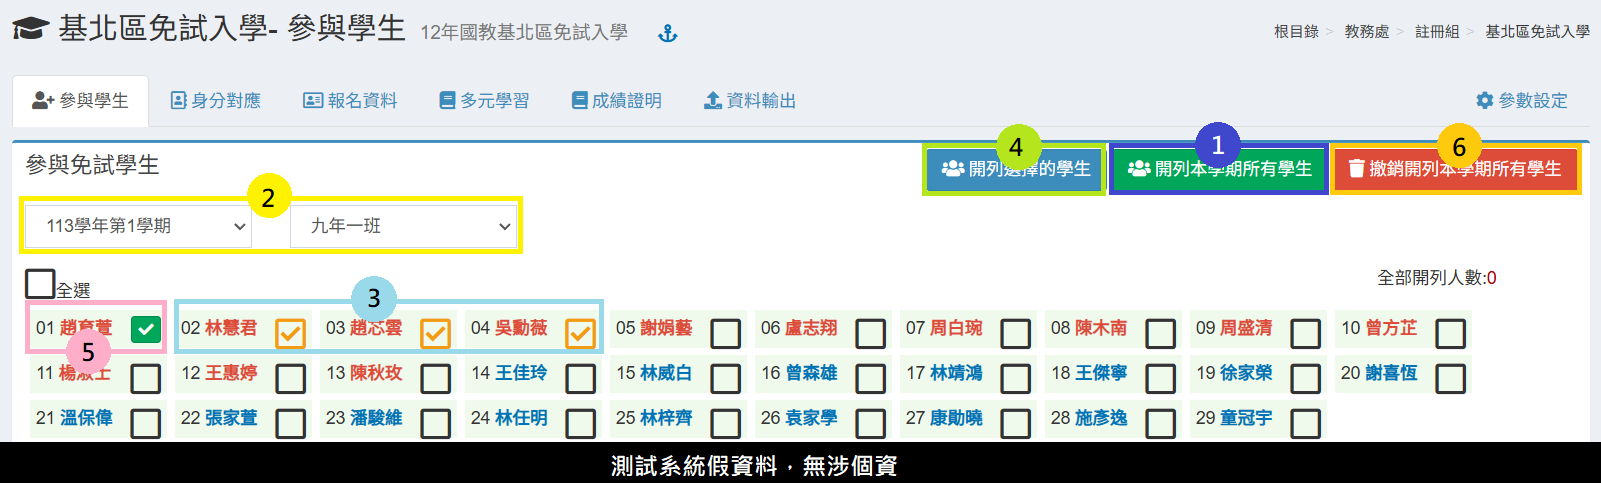 基北區免試入學- 參與學生 12年國教基北區免試入學
根目錄 > 教務處 > 註冊組 > 基北區免試入學
參與學生 身分對應 報名資料 多元學習 成績證明 資料輸出 參數設定
參與免試學生
4 開列選擇的學生
1 開列本學期所有學生
6 撤銷開列本學期所有學生
2
113學年第1學期 九年一班
全選
全部開列人數:0
3
01 趙育萱 02 林慧君 03 趙芯雲 04 吳勳薇 05 謝娟藝 06 盧志翔 07 周白琬 08 陳木南 09 周盛清 10 曾方芷
5
11 楊淑士 12 王惠婷 13 陳秋玫 14 王佳玲 15 林威白 16 曾森雄 17 林靖鴻 18 王傑寧 19 徐家榮 20 謝喜恆
21 溫保偉 22 張家萱 23 潘駿維 24 林任明 25 林梓齊 26 袁家學 27 康勛曉 28 施彥逸 29 童冠宇
測試系統假資料，無涉個資